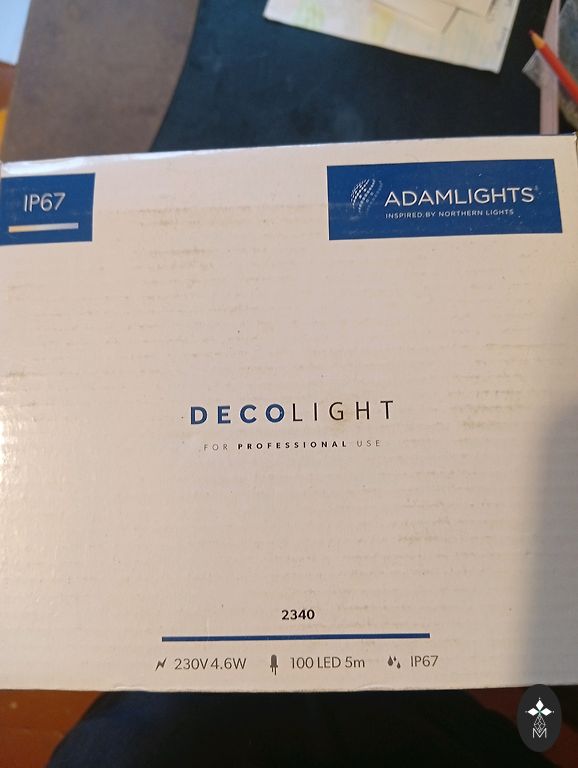 IP67
ADAMLIGHTS
INSPIRED BY NORTHERN LIGHTS
DECOLIGHT
FOR PROFESSIONAL USE
2340
230V 4.6W 100 LED 5m IP67
M